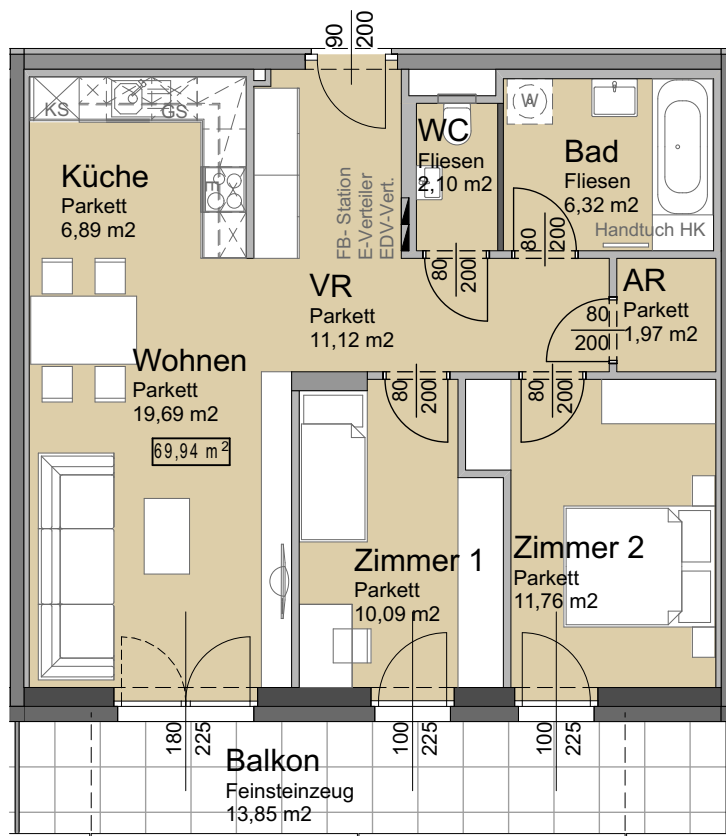 90
200
KS
GS
Küche
Parkett
6,89 m2
WC
Fliesen
2,10 m2
W
Bad
Fliesen
6,32 m2
Handtuch HK
FB- Station
E-Verteiler
EDV-Vert.
80
200
80
200
VR
Parkett
11,12 m2
AR
Parkett
1,97 m2
80
200
Wohnen
Parkett
19,69 m2
69,94 m²
80
200
80
200
Zimmer 1
Parkett
10,09 m2
Zimmer 2
Parkett
11,76 m2
180
225
100
225
100
225
Balkon
Feinsteinzeug
13,85 m2